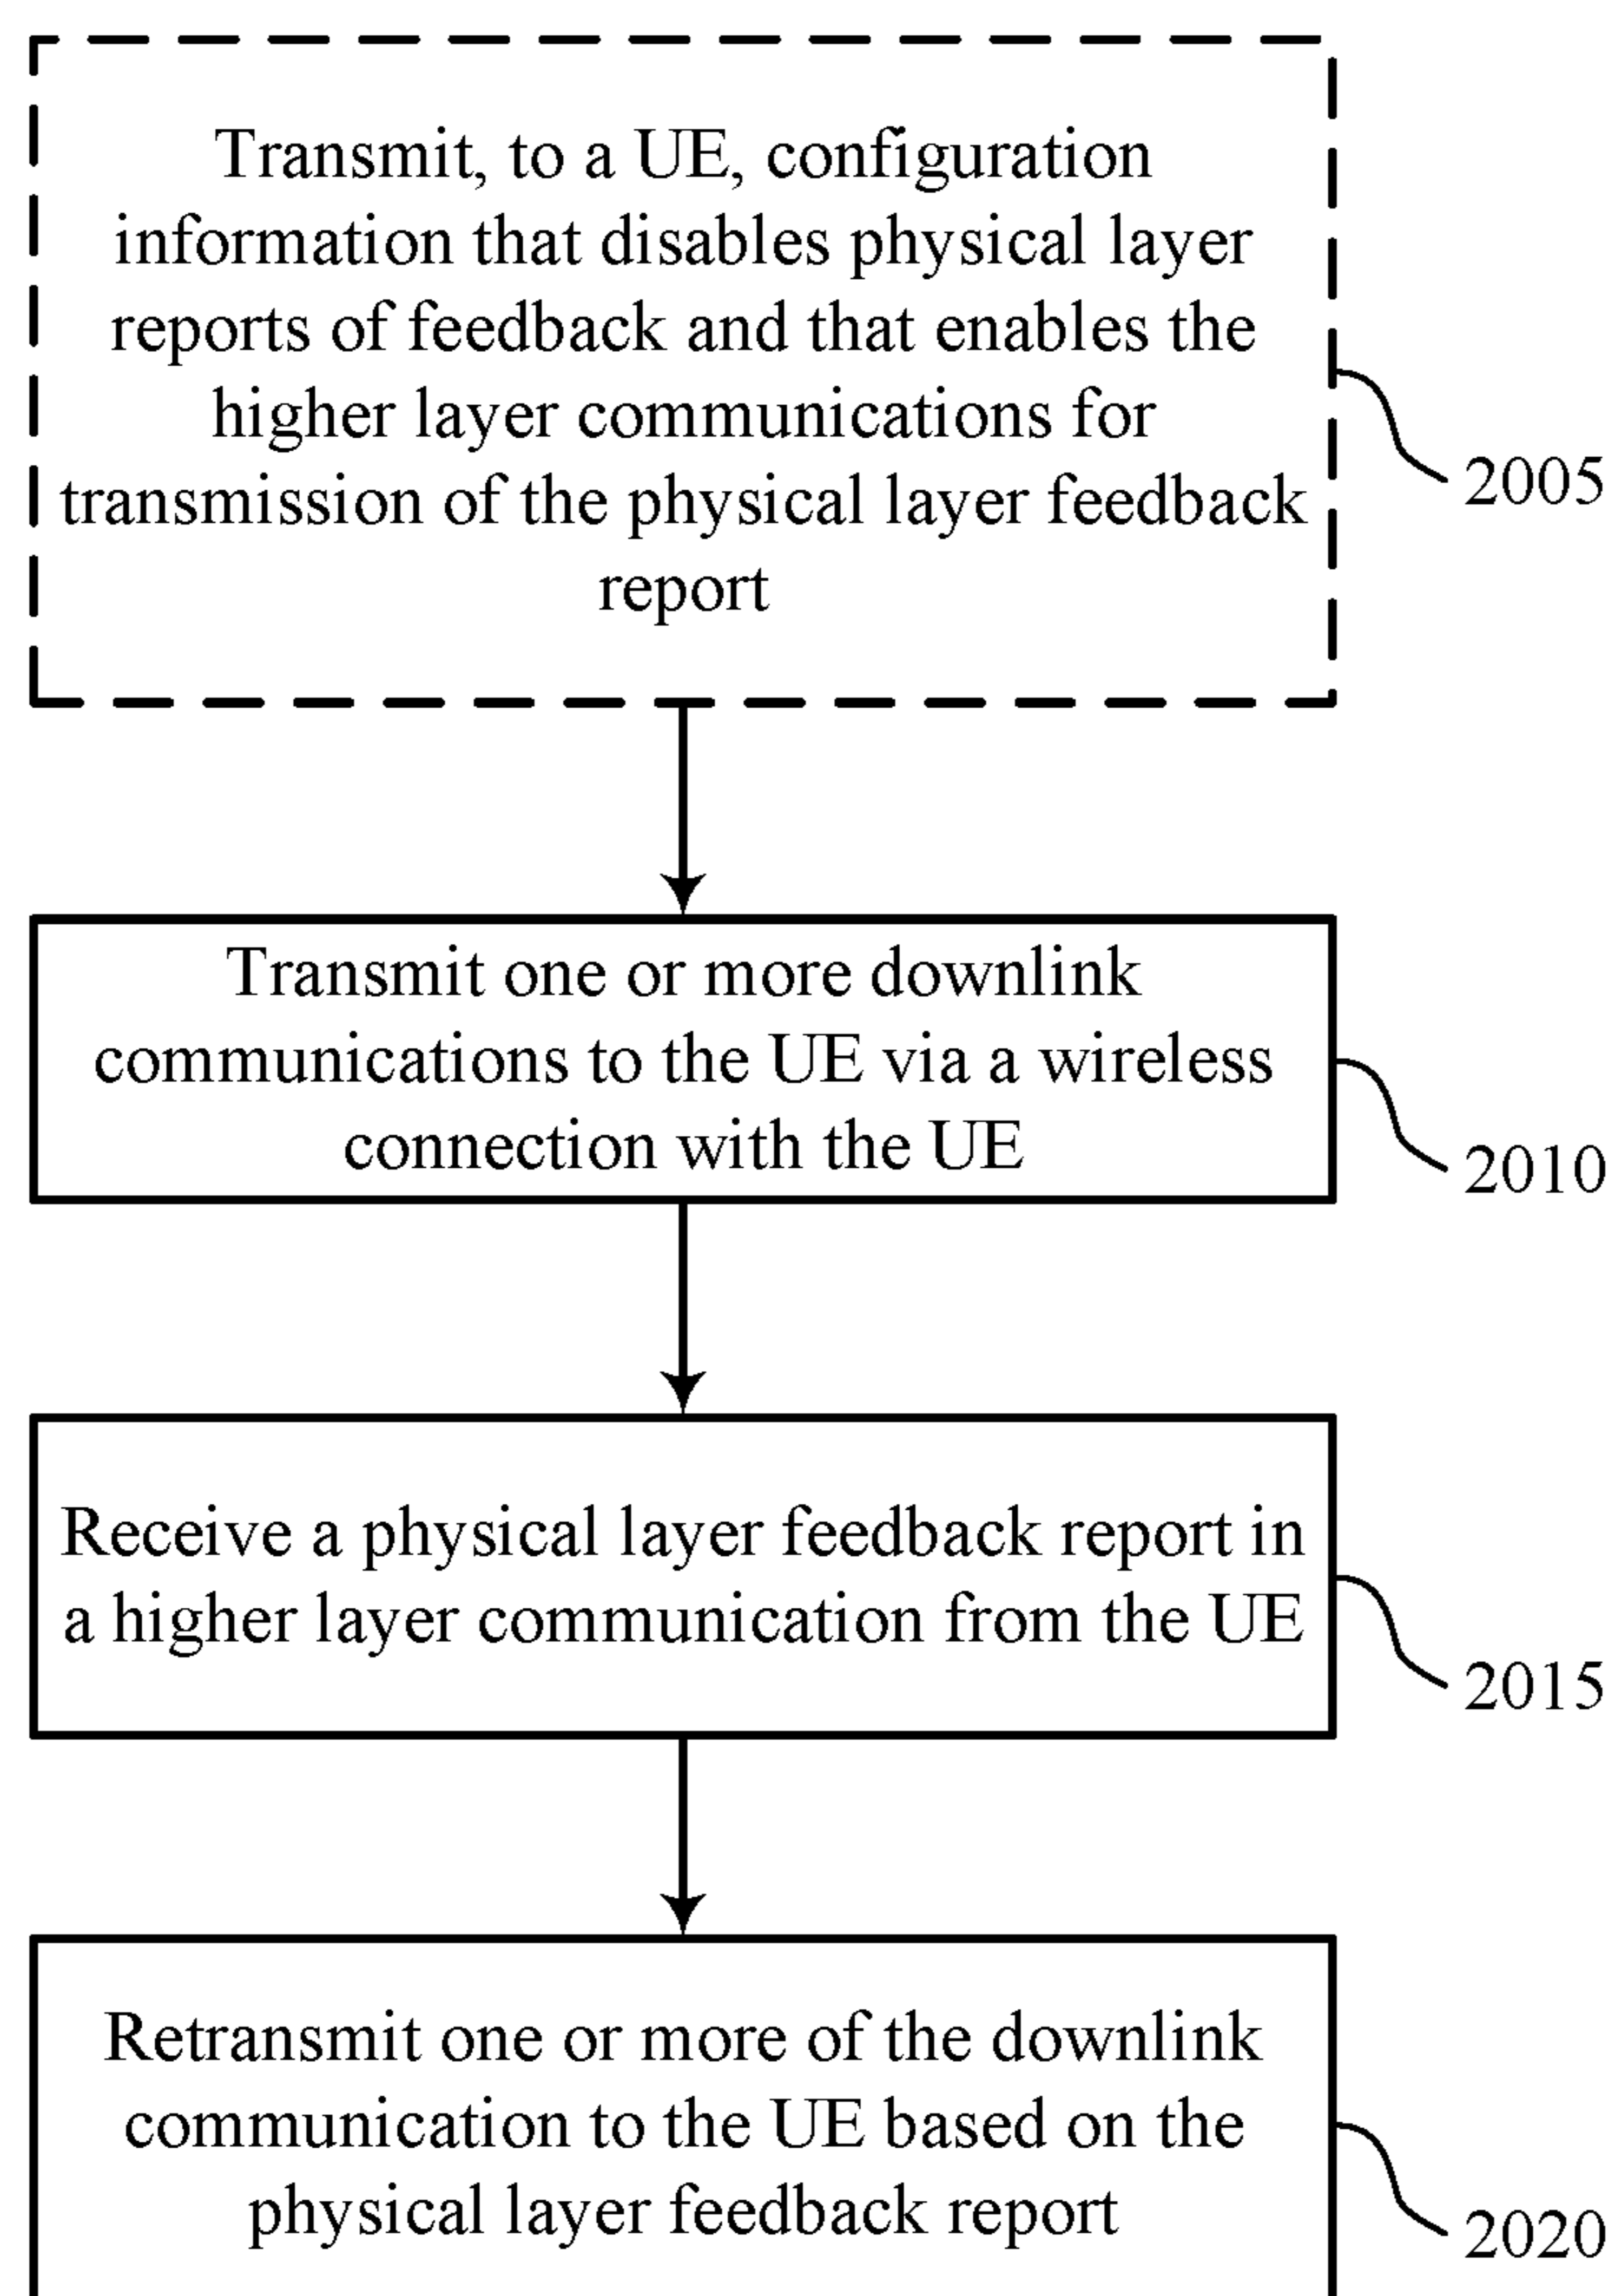 Transmit, to a UE, configuration
information that disables physical layer
reports of feedback and that enables the
higher layer communications for
transmission of the physical layer feedback
report
2005
Transmit one or more downlink
communications to the UE via a wireless
connection with the UE
2010
Receive a physical layer feedback report in
a higher layer communication from the UE
2015
Retransmit one or more of the downlink
communication to the UE based on the
physical layer feedback report
2020